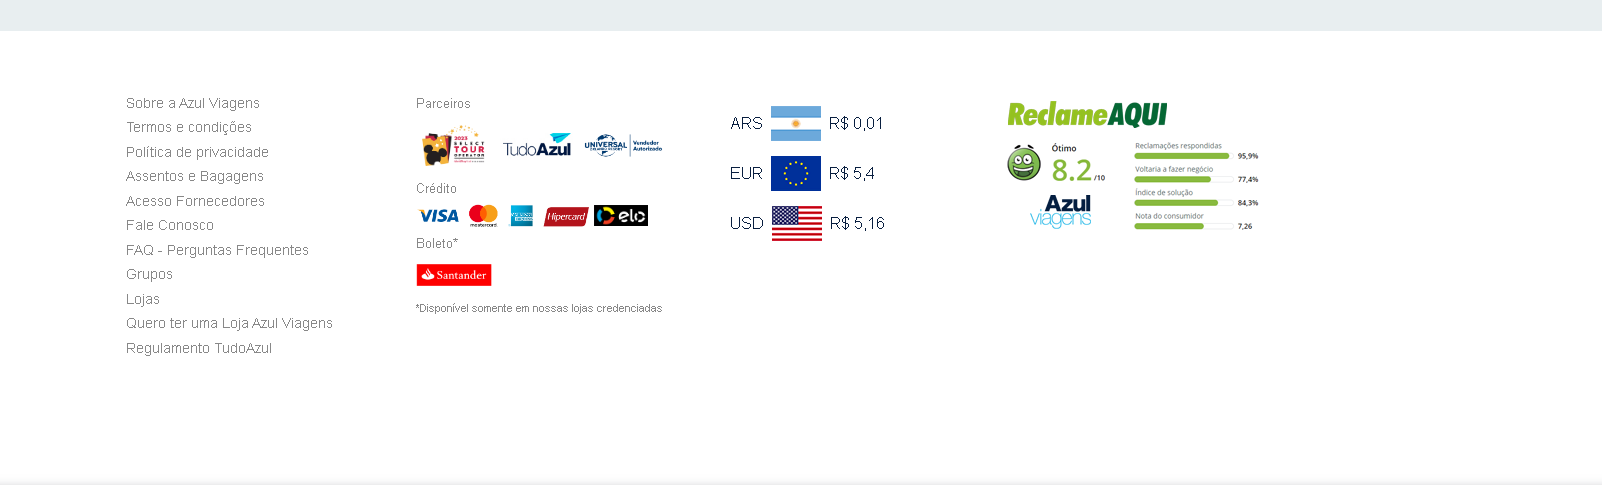 Sobre a Azul Viagens
Termos e condições
Política de privacidade
Assentos e Bagagens
Acesso Fornecedores
Fale Conosco
FAQ - Perguntas Frequentes
Grupos
Lojas
Quero ter uma Loja Azul Viagens
Regulamento TudoAzul
Parceiros
2023
SELECT
TOUR
OPERATOR
TudoAzul
UNIVERSAL
Vendedor
Autorizado
Crédito
VISA
mastercard
Hipercard
elo
Boleto*
Santander
*Disponível somente em nossas lojas credenciadas
ARS R$ 0,01
EUR R$ 5,4
USD R$ 5,16
ReclameAQUI
Ótimo
8.2 /10
Azul
viagens
Reclamações respondidas
95,9%
Voltaria a fazer negócio
77,4%
Índice de solução
84,3%
Nota do consumidor
7,26